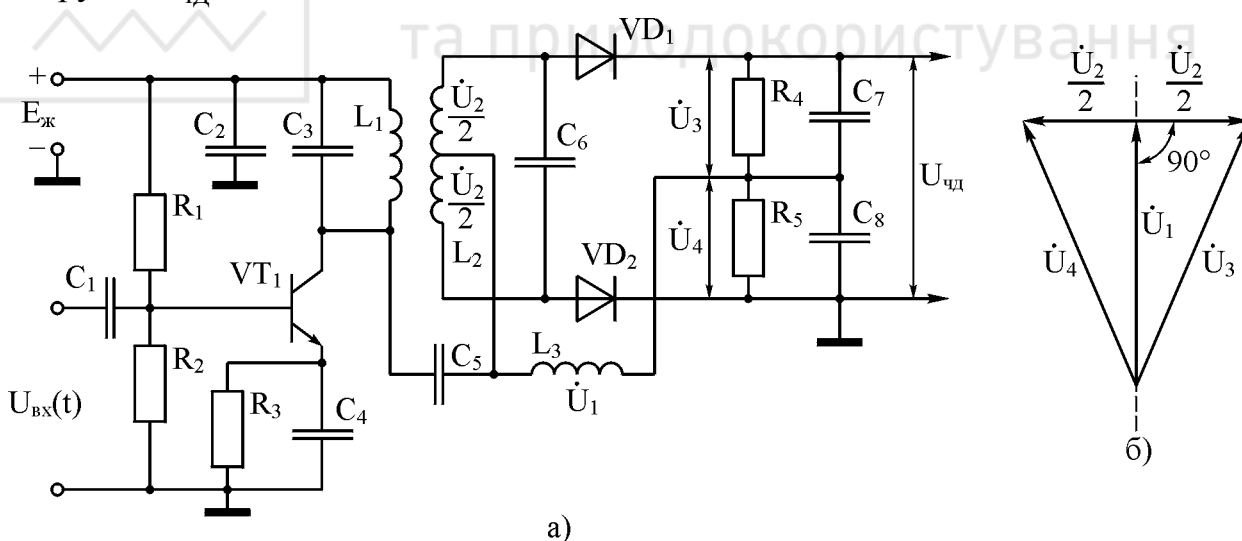 та природокористування
VD₁
+
Eж
−
C₂
C₃
L₁
U̇₂
2
U̇₂
2
L₂
C₆
U̇₃
R₄
C₇
U̇₄
R₅
C₈
Uчд
R₁
C₁
VT₁
VD₂
R₂
Uвх(t)
R₃
C₄
C₅
L₃
U̇₁
а)
U̇₂
2
U̇₂
2
90°
U̇₁
U̇₄
U̇₃
б)